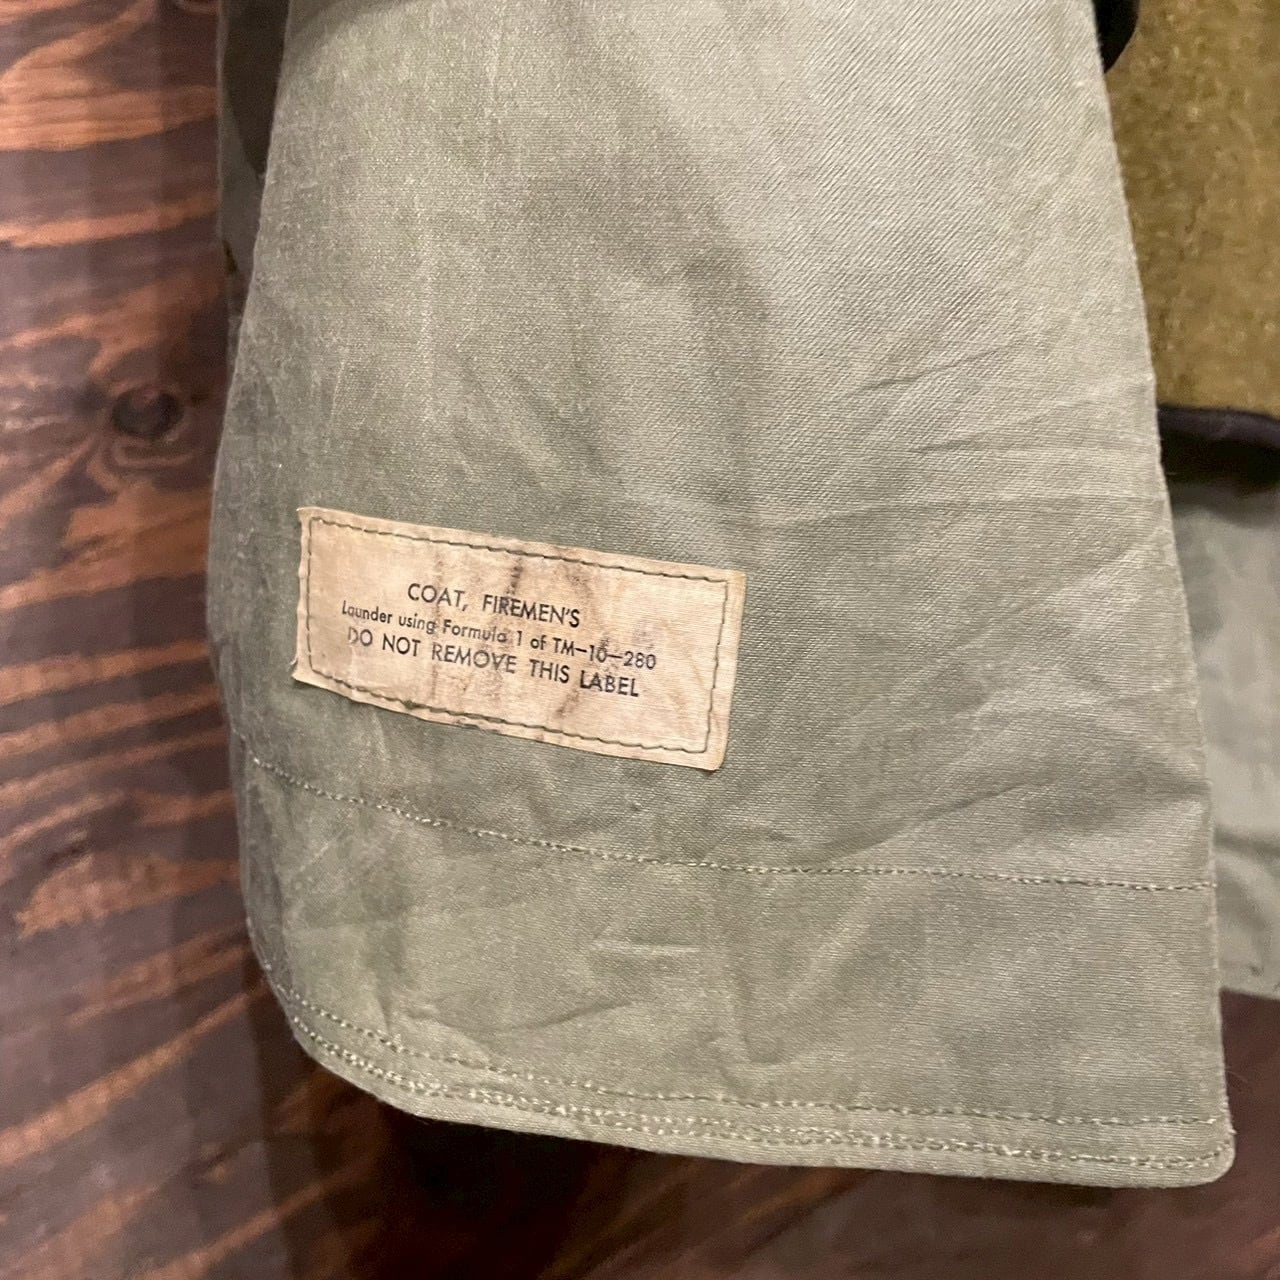 COAT, FIREMEN'S
Launder using Formula 1 of TM-10-280
DO NOT REMOVE THIS LABEL